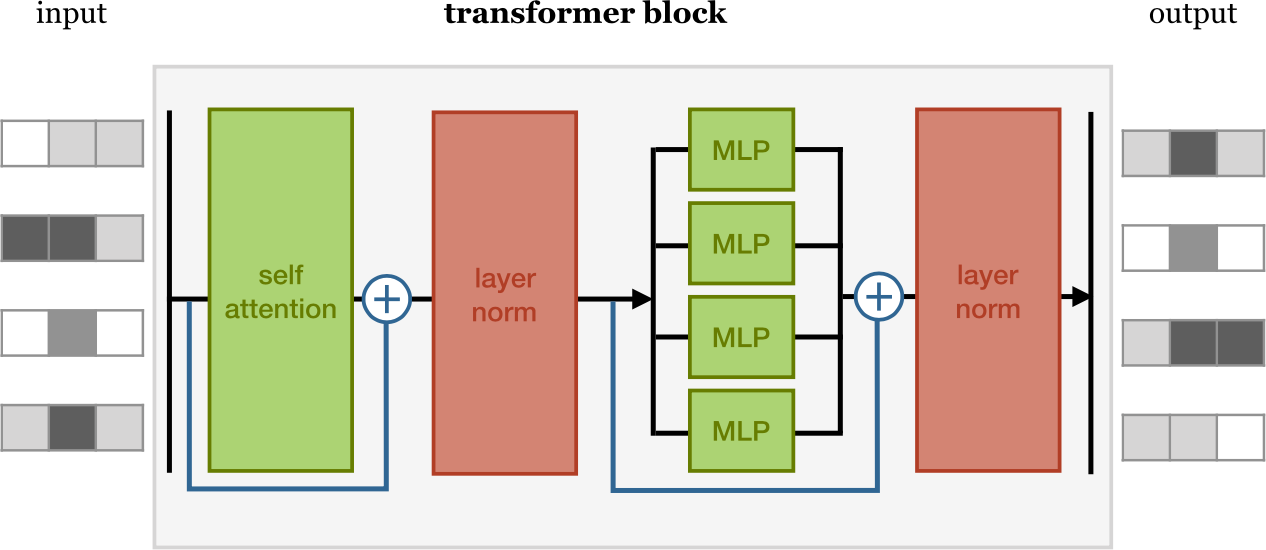 input
transformer block
output
self
attention
layer
norm
MLP
MLP
MLP
MLP
layer
norm